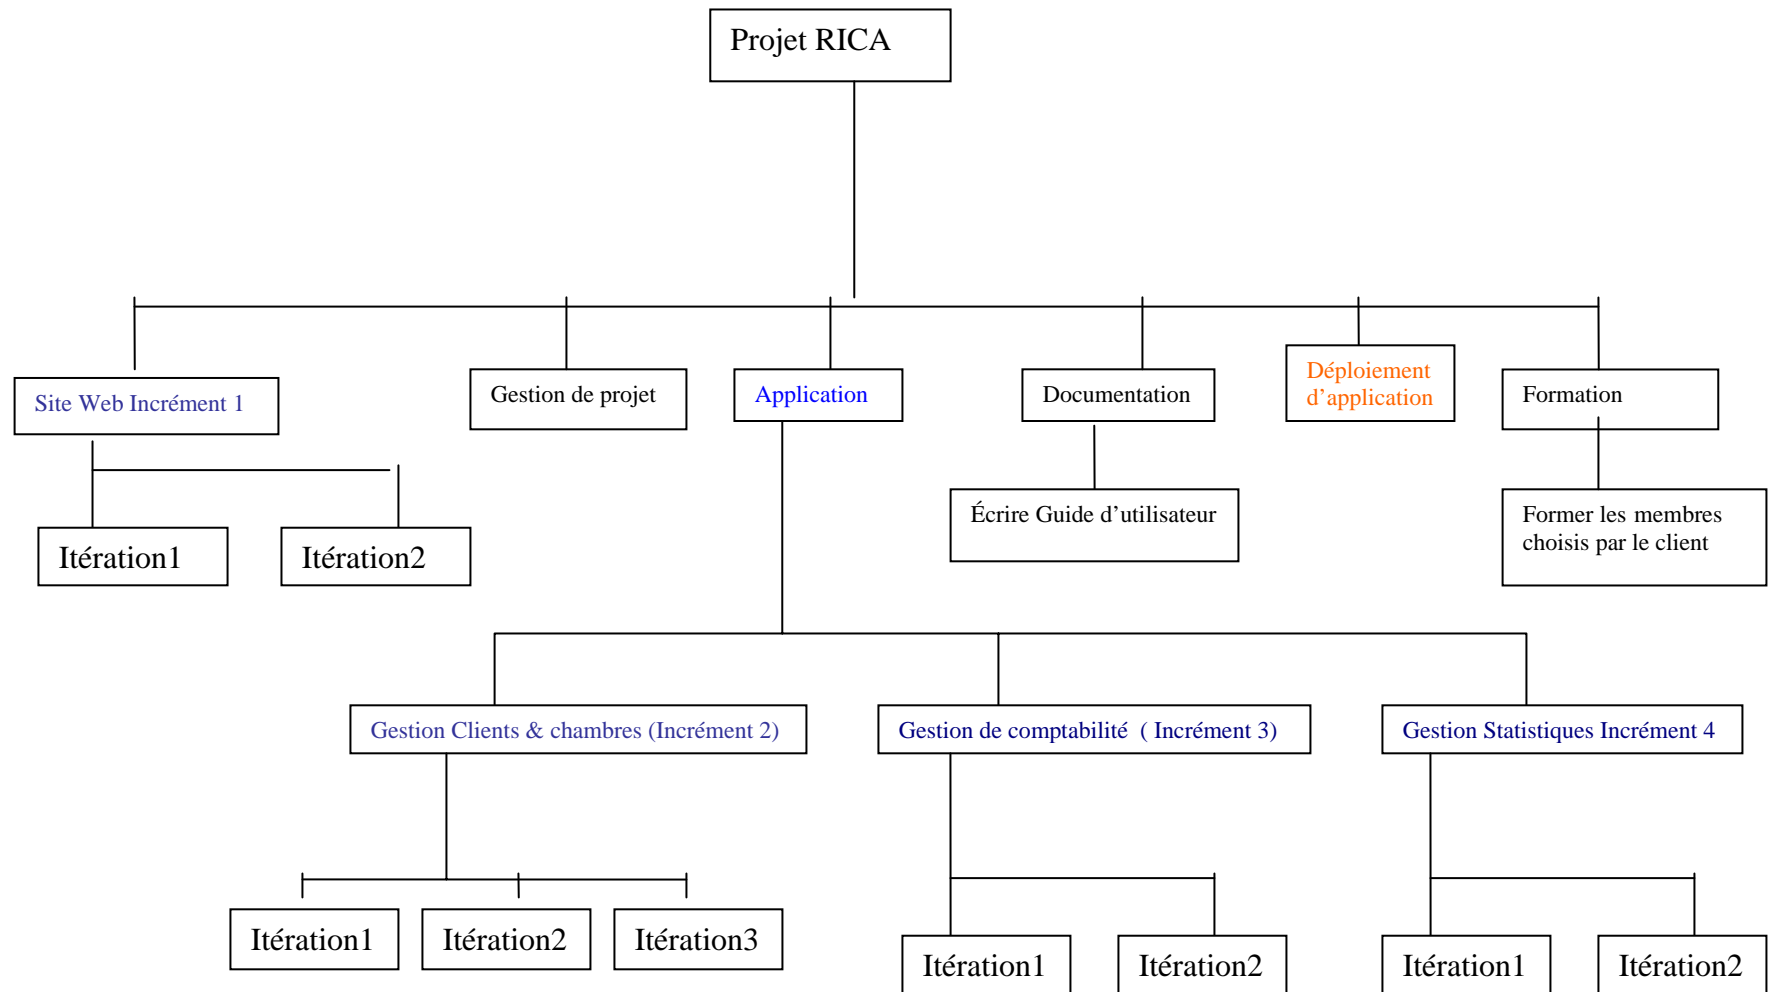 Projet RICA
Site Web Incrément 1
Gestion de projet
Application
Documentation
Déploiement
d’application
Formation
Itération1
Itération2
Écrire Guide d’utilisateur
Former les membres
choisis par le client
Gestion Clients & chambres (Incrément 2)
Gestion de comptabilité ( Incrément 3)
Gestion Statistiques Incrément 4
Itération1
Itération2
Itération3
Itération1
Itération2
Itération1
Itération2